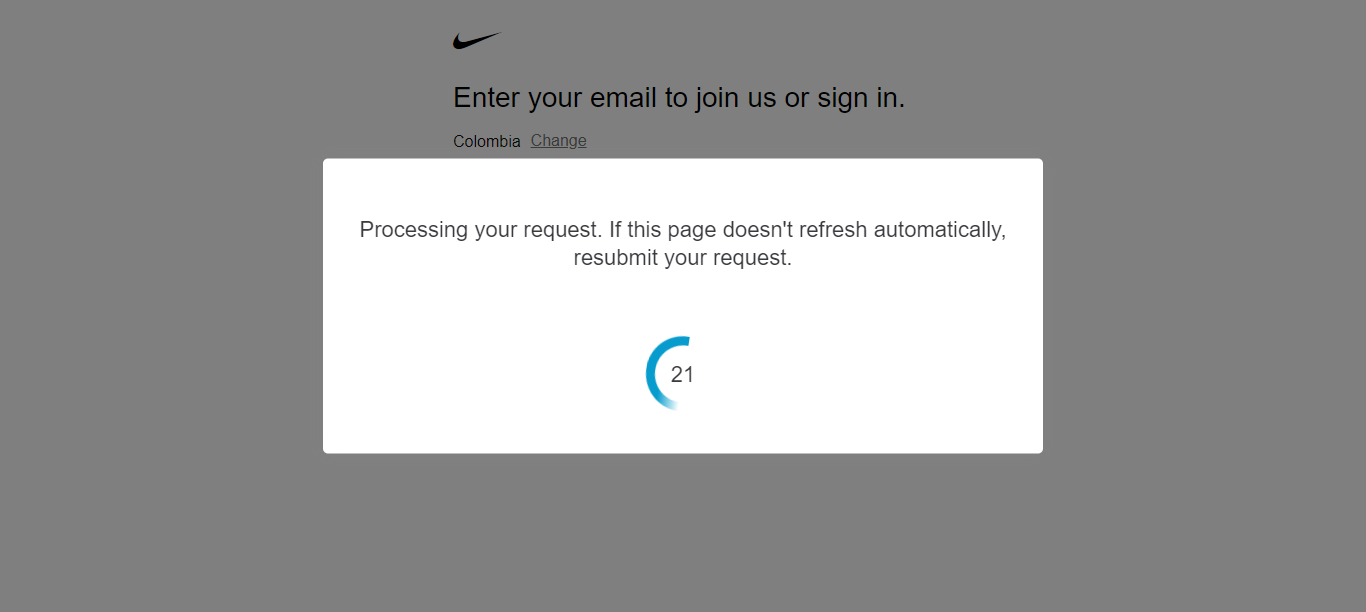 Enter your email to join us or sign in.
Colombia Change
Processing your request. If this page doesn't refresh automatically,
resubmit your request.
21